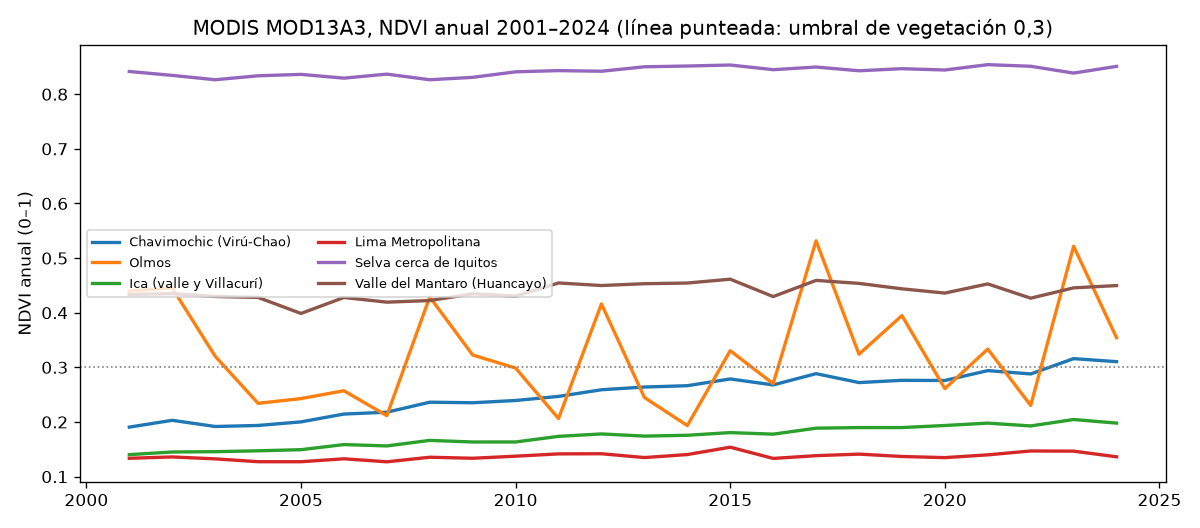 MODIS MOD13A3, NDVI anual 2001–2024 (línea punteada: umbral de vegetación 0,3)
NDVI anual (0–1)
0.8
0.7
0.6
0.5
0.4
0.3
0.2
0.1
Chavimochic (Virú-Chao)
Olmos
Ica (valle y Villacurí)
Lima Metropolitana
Selva cerca de Iquitos
Valle del Mantaro (Huancayo)
2000
2005
2010
2015
2020
2025